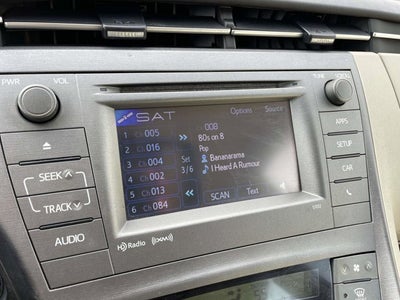 PWR
VOL
TUNE
SCROLL
SAT
Options
Source
1 Ch 005
2 Ch 016
3 Ch 004
4 Ch 002
5 Ch 013
6 Ch 084
Set
3/6
008
80s on 8
Pop
Bananarama
I Heard A Rumour
SCAN
Text
SEEK
TRACK
AUDIO
APPS
SETUP
CAR
HD Radio
((XM))